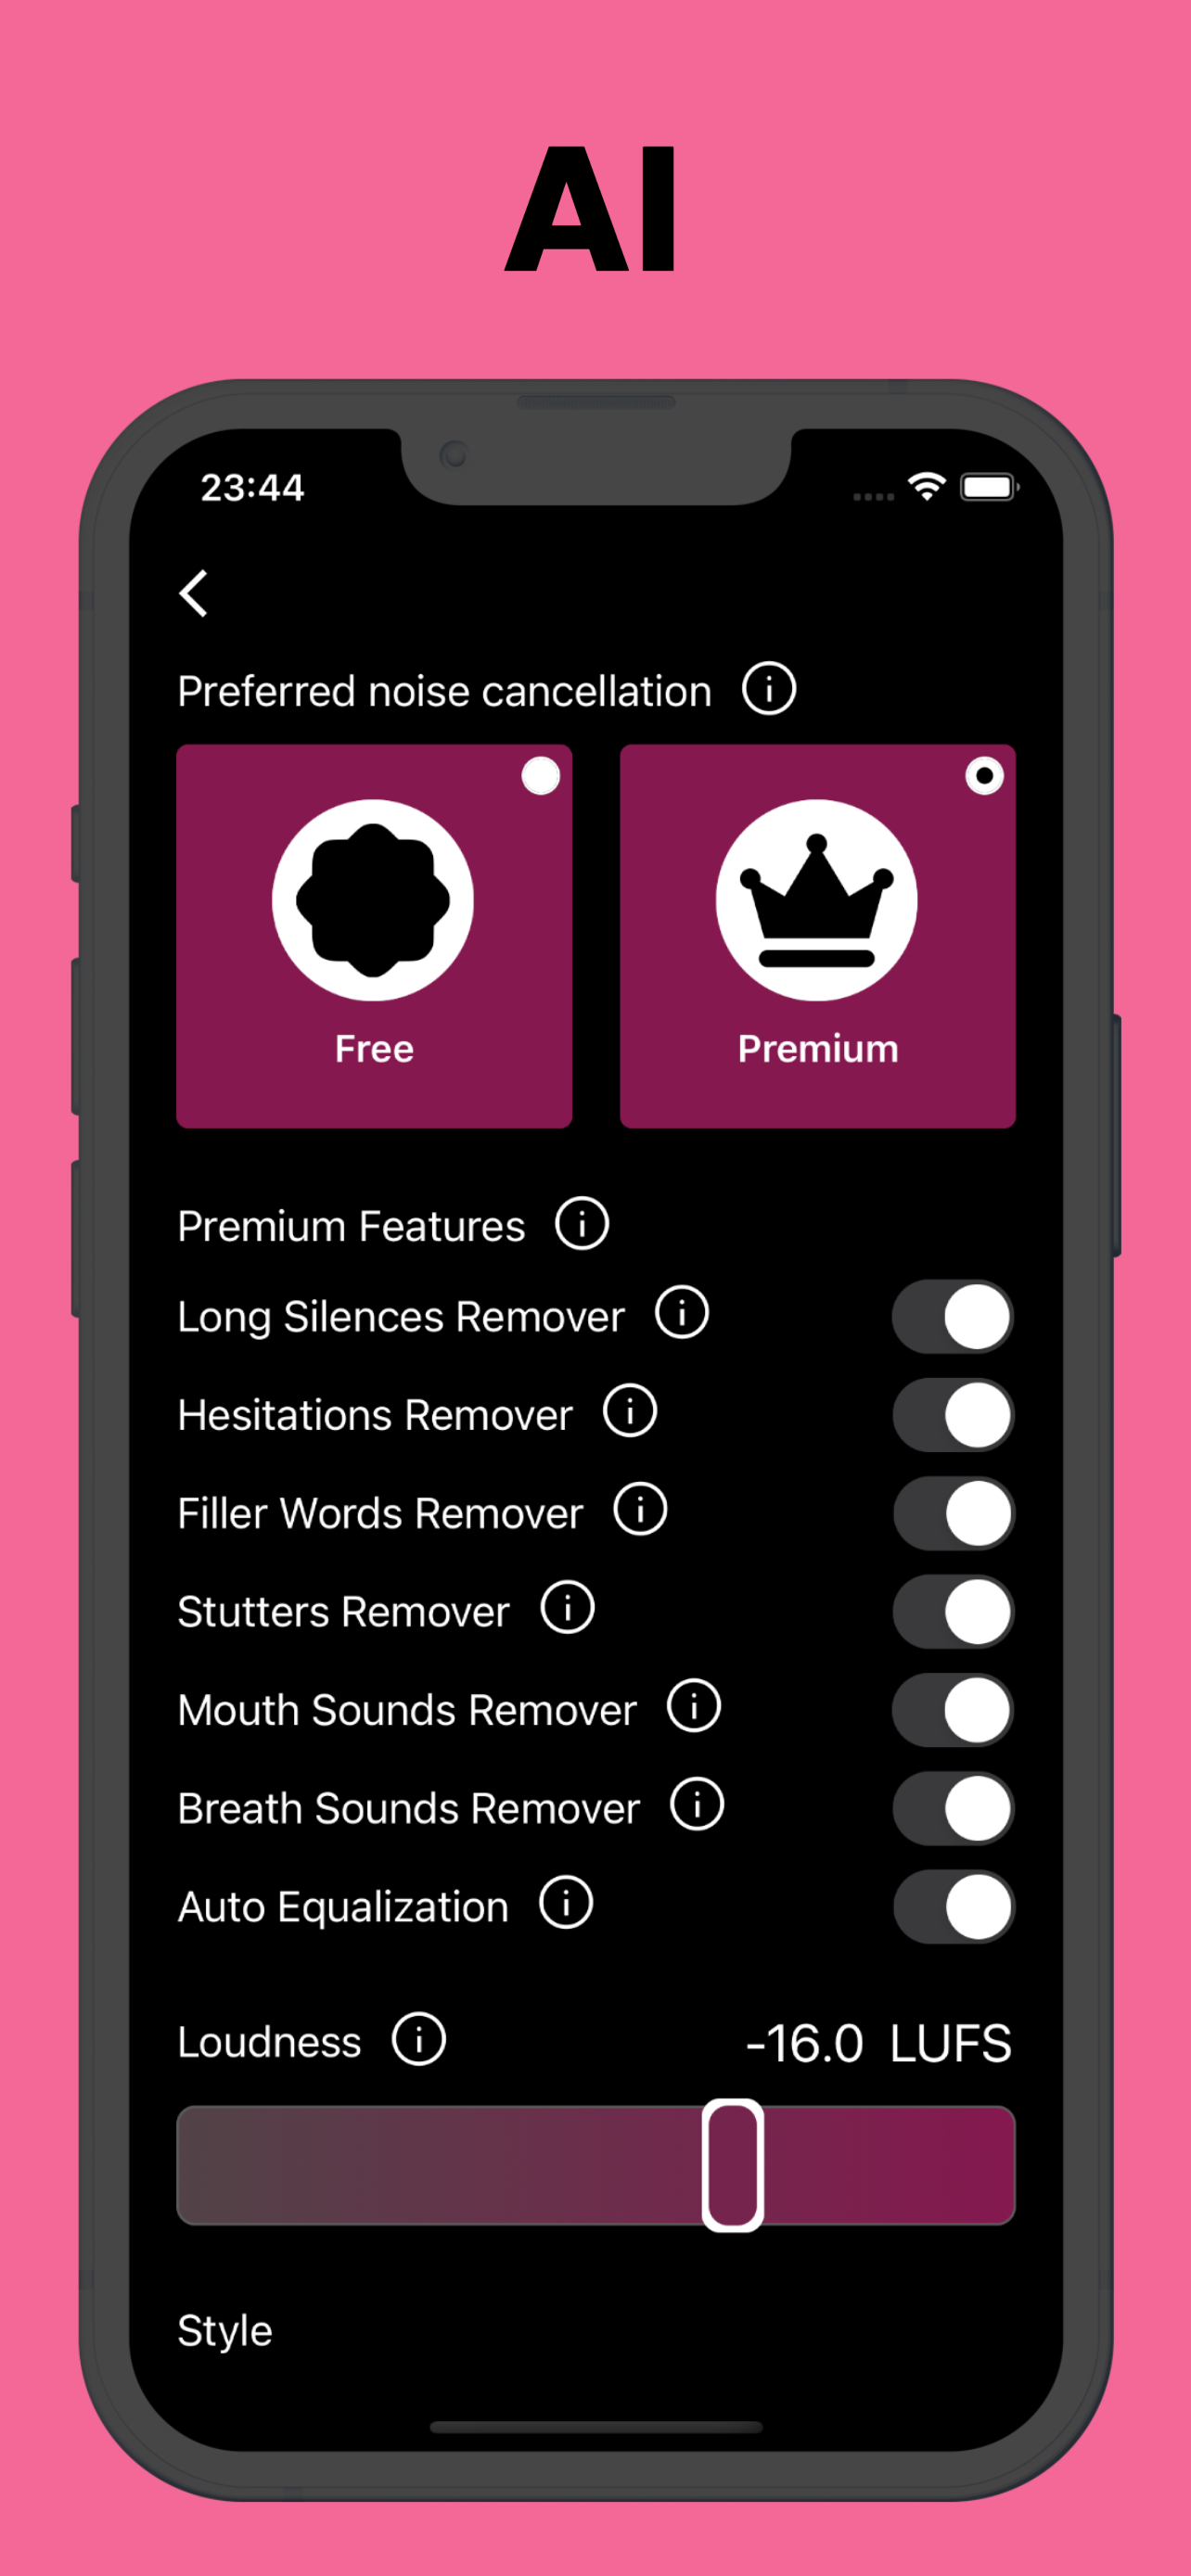 AI
23:44
Preferred noise cancellation
Free
Premium
Premium Features
Long Silences Remover
Hesitations Remover
Filler Words Remover
Stutters Remover
Mouth Sounds Remover
Breath Sounds Remover
Auto Equalization
Loudness -16.0 LUFS
Style